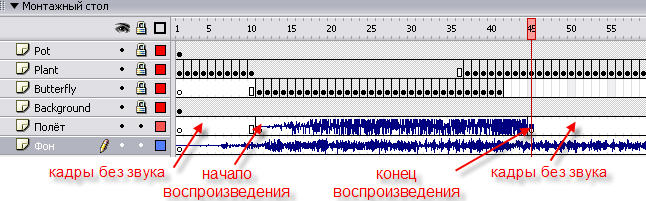 Монтажный стол
1 5 10 15 20 25 30 35 40 45 50 55
Pot
Plant
Butterfly
Background
Полёт
Фон
кадры без звука
начало
воспроизведения
конец
воспроизведения
кадры без звука